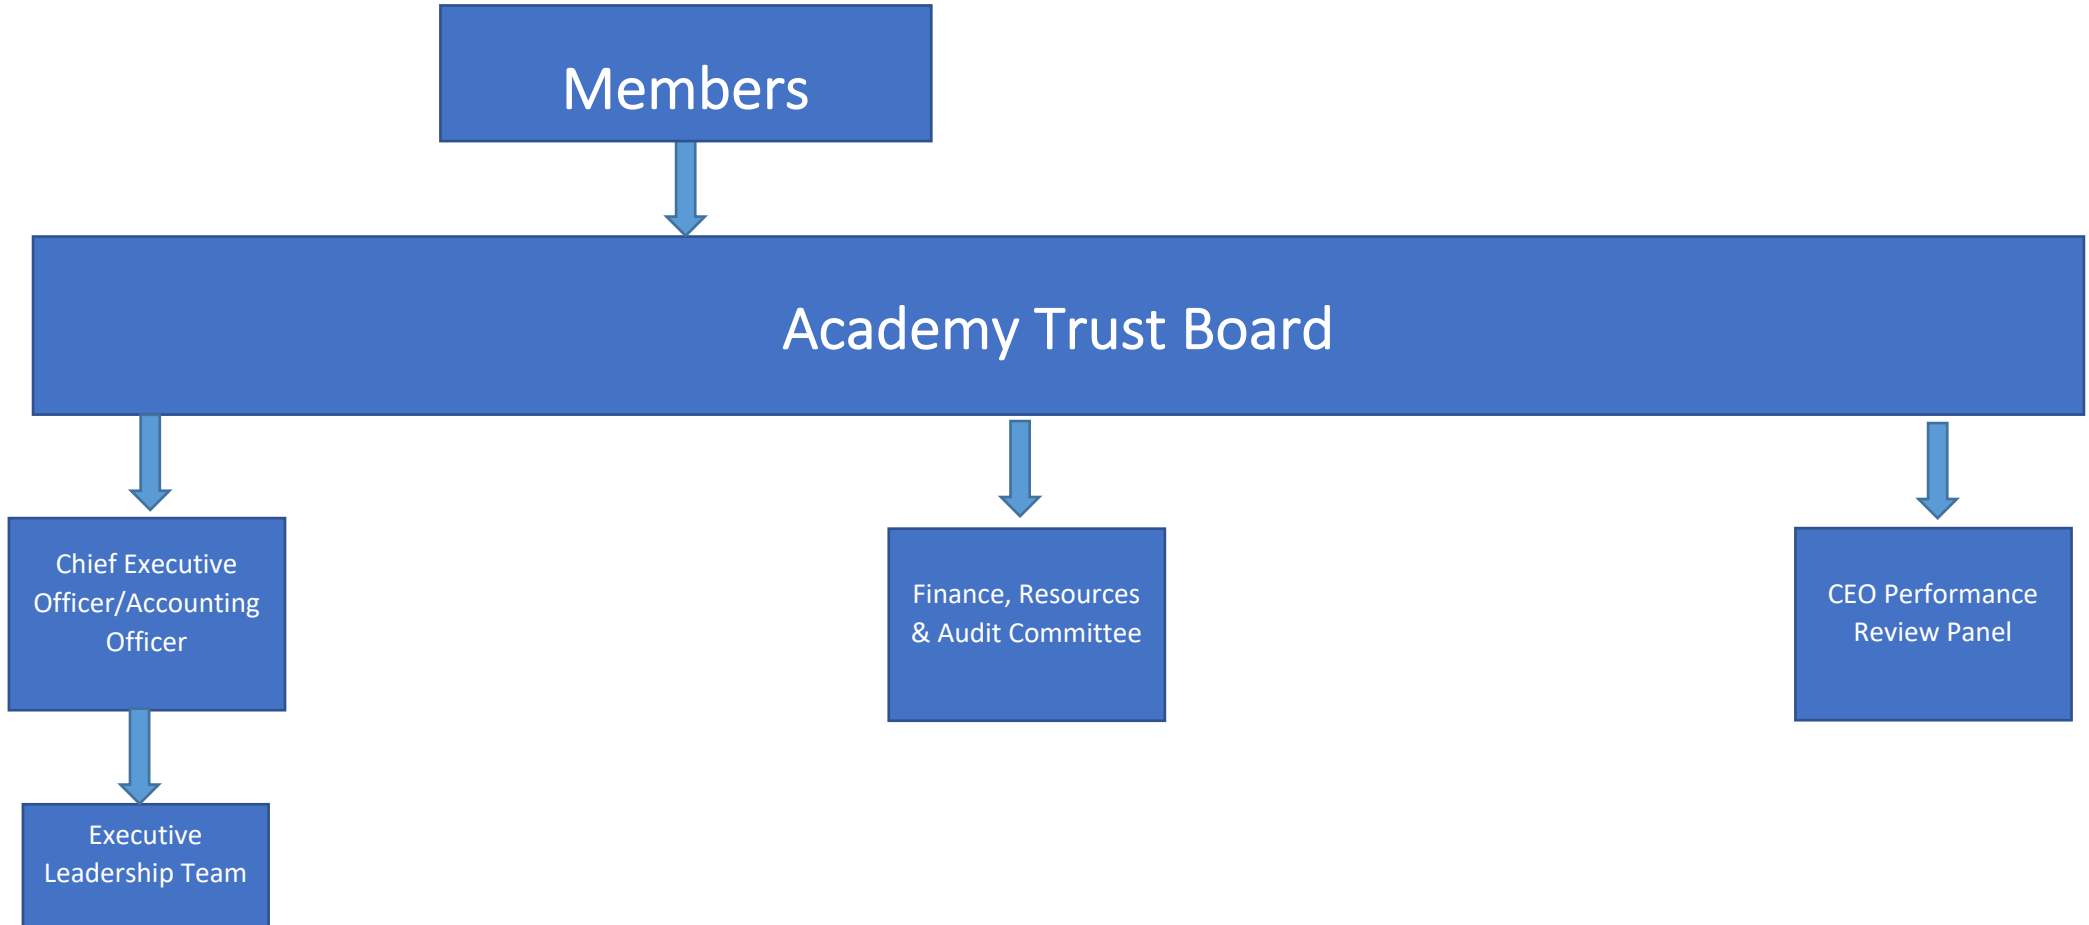 Members
Academy Trust Board
Chief Executive
Officer/Accounting
Officer
Finance, Resources
& Audit Committee
CEO Performance
Review Panel
Executive
Leadership Team